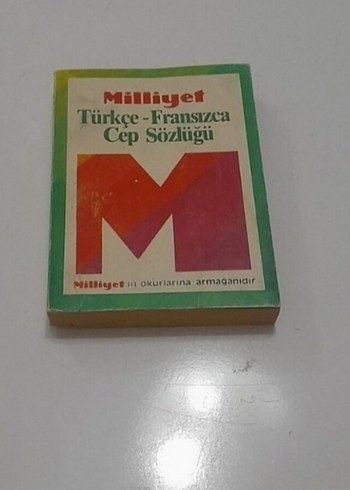 Milliyet
Türkçe - Fransızca
Cep Sözlüğü
M
Milliyet'in okurlarına armağanıdır